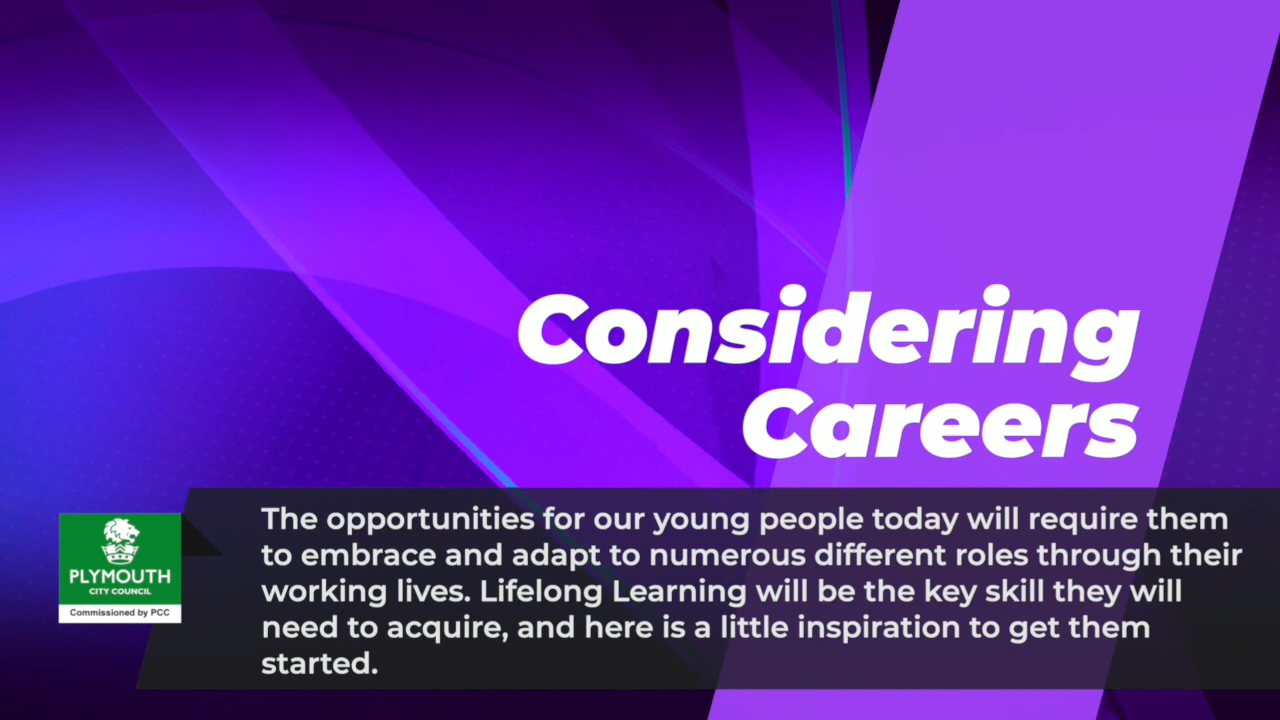 Considering
Careers
The opportunities for our young people today will require them
to embrace and adapt to numerous different roles through their
working lives. Lifelong Learning will be the key skill they will
need to acquire, and here is a little inspiration to get them
started.
PLYMOUTH
CITY COUNCIL
Commissioned by PCC